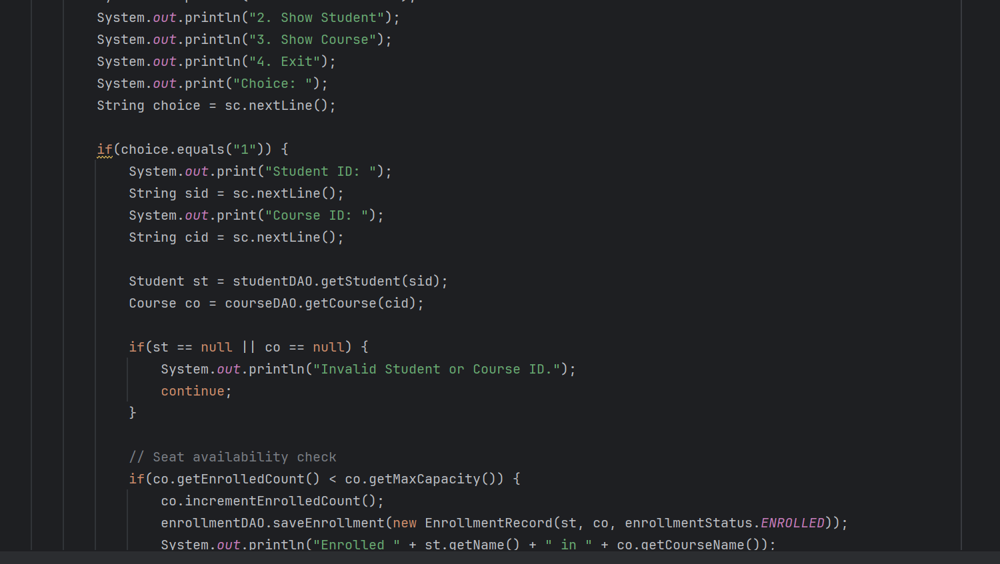 System.out.println("2. Show Student");
System.out.println("3. Show Course");
System.out.println("4. Exit");
System.out.print("Choice: ");
String choice = sc.nextLine();
if(choice.equals("1")) {
System.out.print("Student ID: ");
String sid = sc.nextLine();
System.out.print("Course ID: ");
String cid = sc.nextLine();
Student st = studentDAO.getStudent(sid);
Course co = courseDAO.getCourse(cid);
if(st == null || co == null) {
System.out.println("Invalid Student or Course ID.");
continue;
}
// Seat availability check
if(co.getEnrolledCount() < co.getMaxCapacity()) {
co.incrementEnrolledCount();
enrollmentDAO.saveEnrollment(new EnrollmentRecord(st, co, enrollmentStatus.ENROLLED));
System.out.println("Enrolled " + st.getName() + " in " + co.getCourseName());